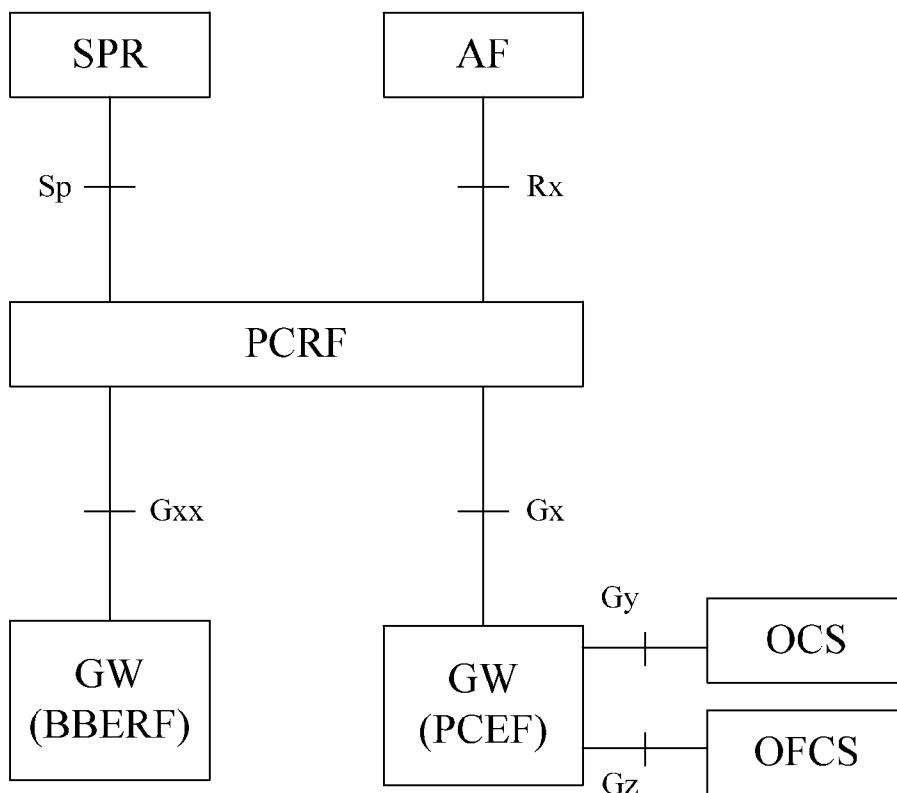 SPR
AF
Sp
Rx
PCRF
Gxx
Gx
Gy
GW
(BBERF)
GW
(PCEF)
OCS
OFCS
Gz